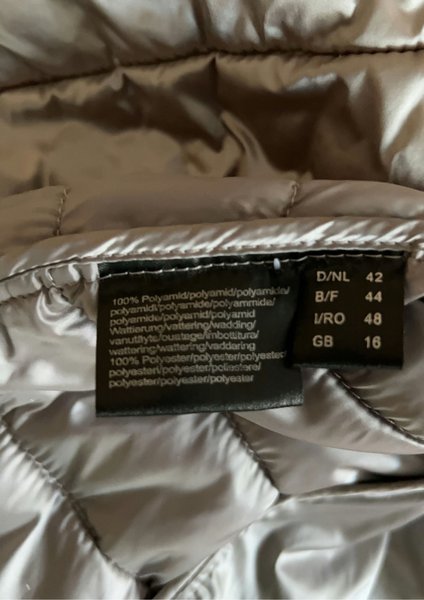 100% Polyamid/polyamid/polyamide/
polyamid/polyamide/polyammide/
polyamid/polyamid/polyamid
Wattierung/vattering/wadding/
vanutäyte/ouatage/imbottitura/
wattering/wattering/vaddering
100% Polyester/polyester/polyester
polyesteri/polyester/poliestere/
polyester/polyester/polyester
D/NL 42
B/F 44
I/RO 48
GB 16